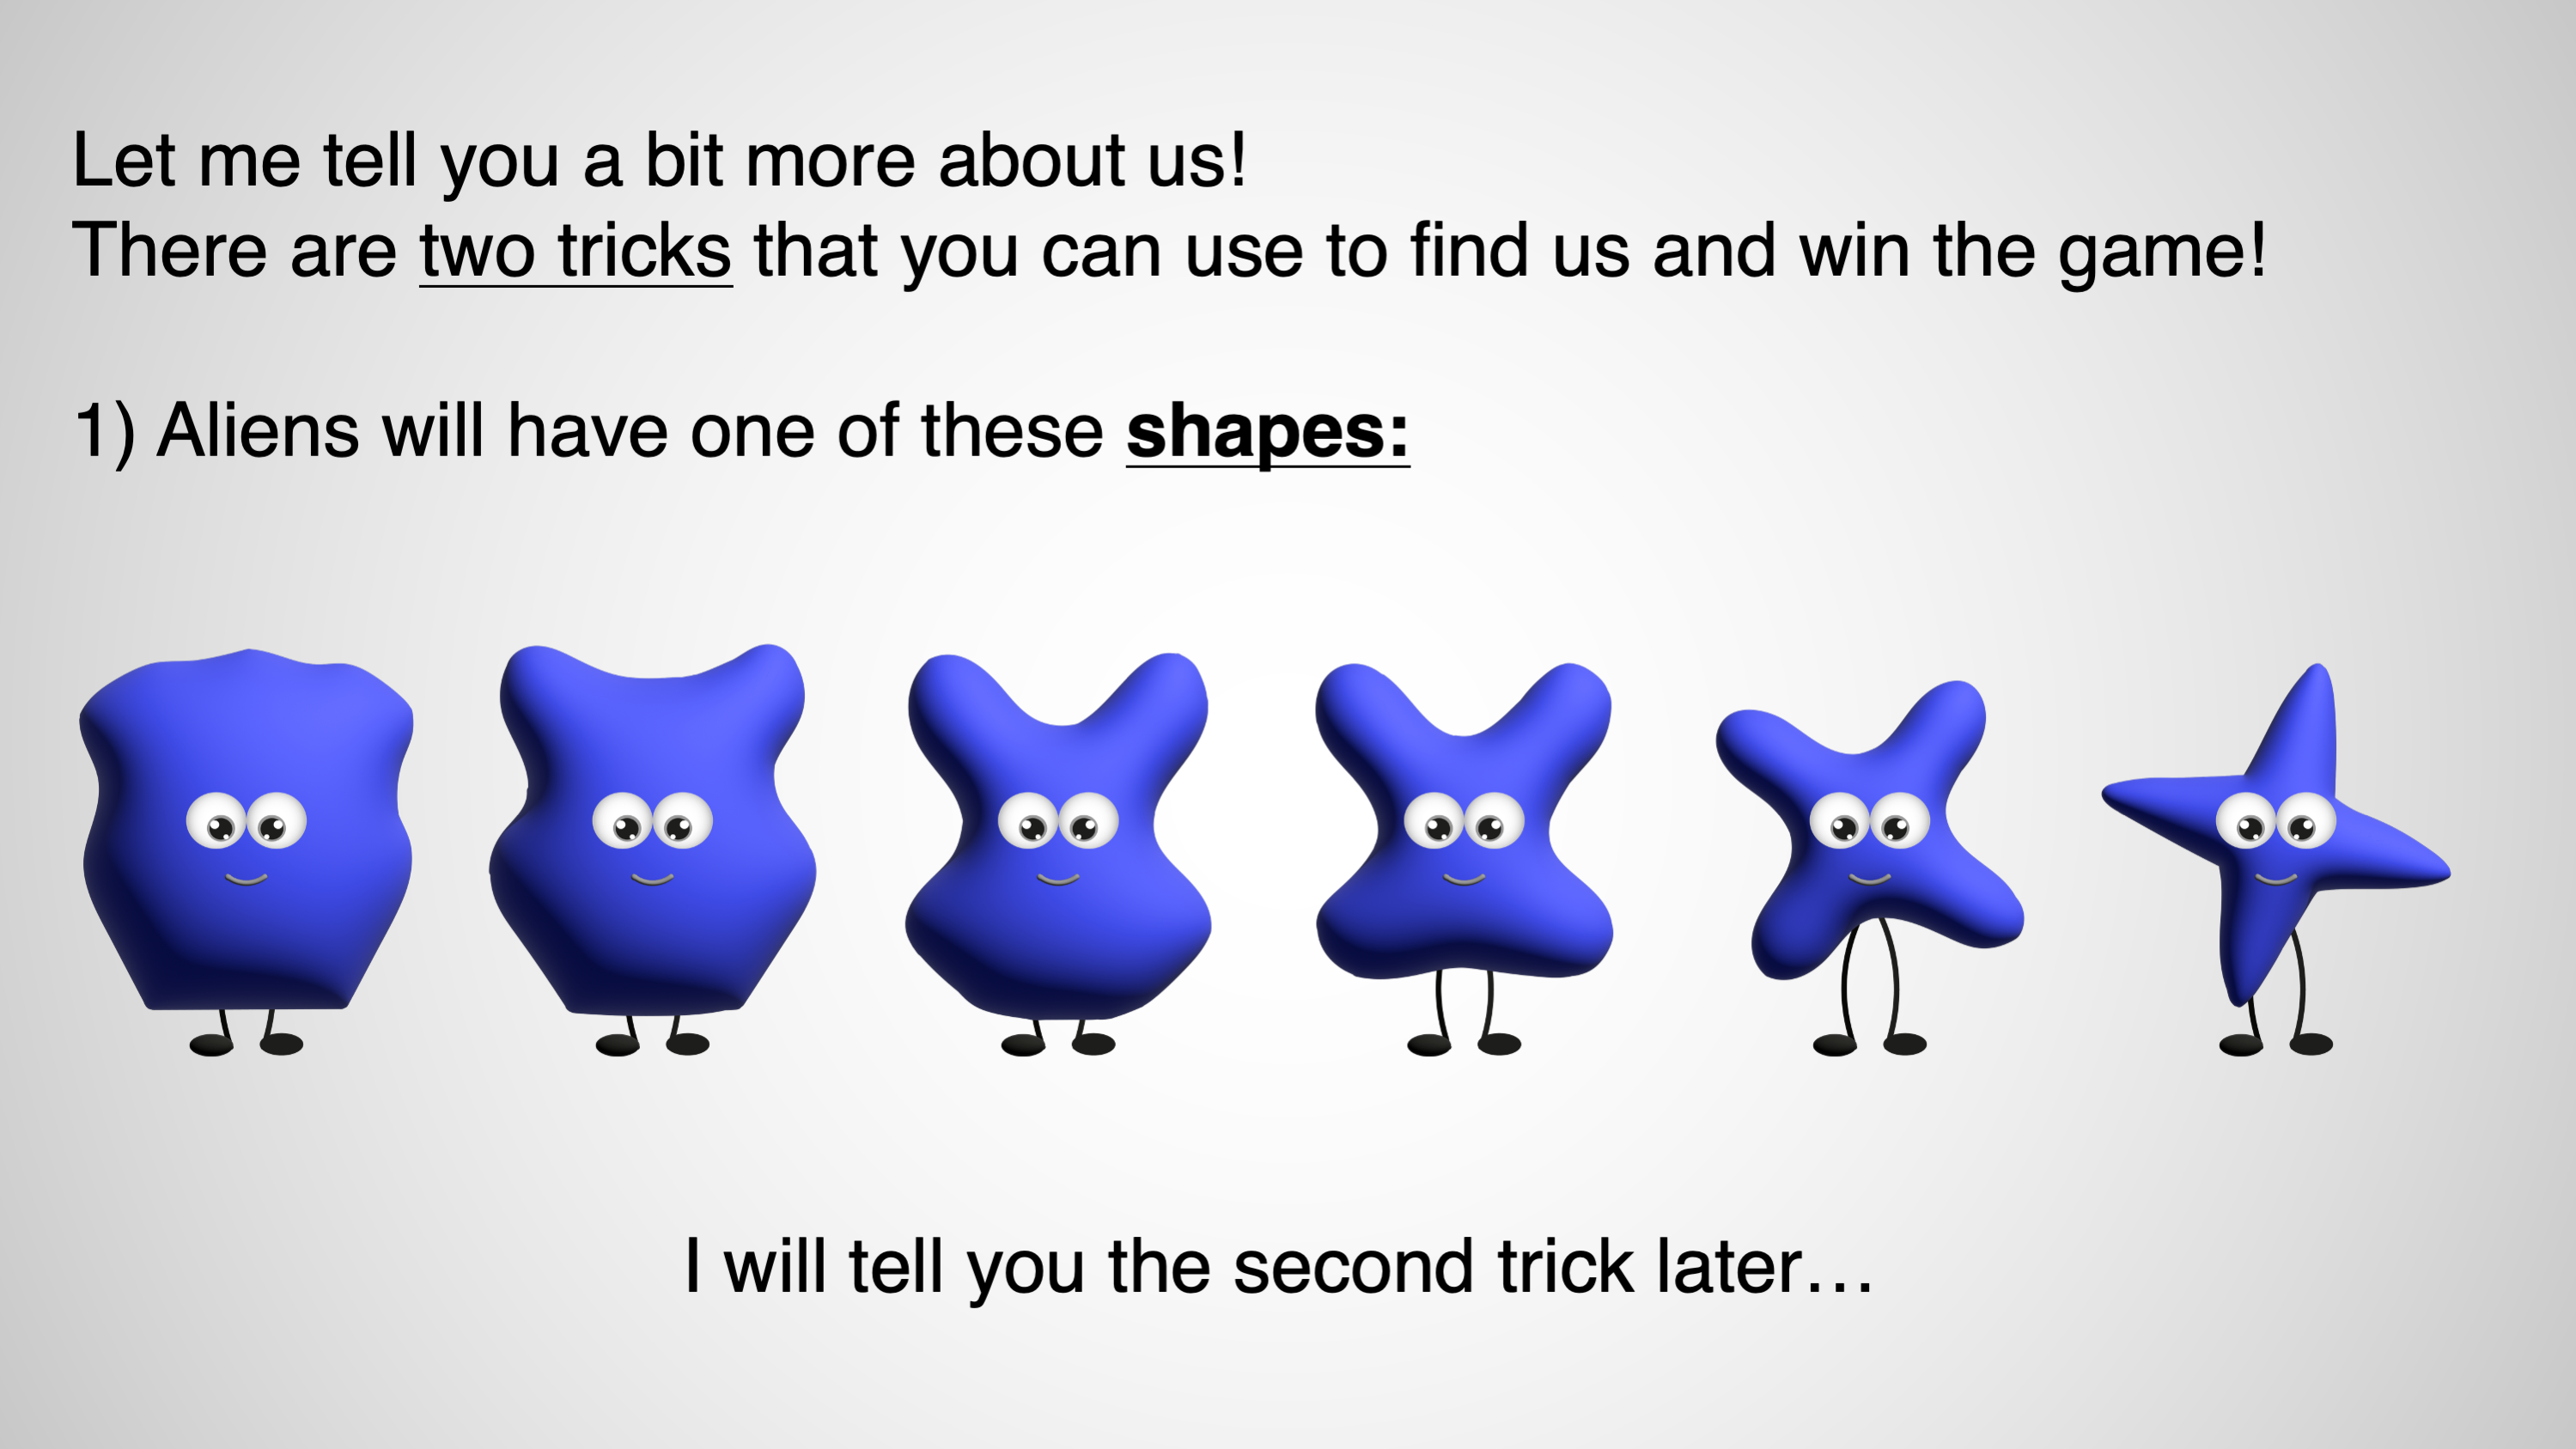 Let me tell you a bit more about us!
There are two tricks that you can use to find us and win the game!
1) Aliens will have one of these shapes:
I will tell you the second trick later…